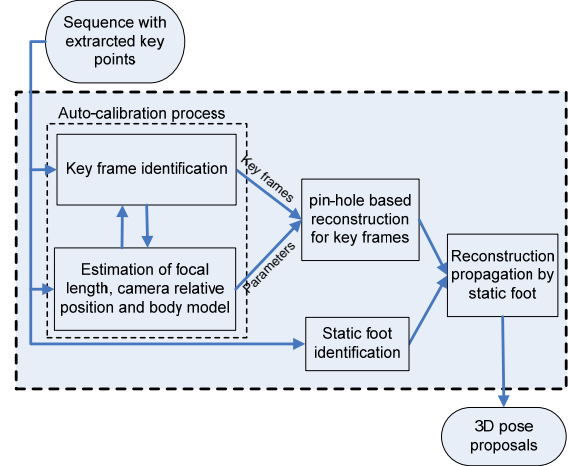 Sequence with
extrarcted key
points
Auto-calibration process
Key frame identification
Key frames
pin-hole based
reconstruction
for key frames
Estimation of focal
length, camera relative
position and body model
Parameters
Reconstruction
propagation by
static foot
Static foot
identification
3D pose
proposals